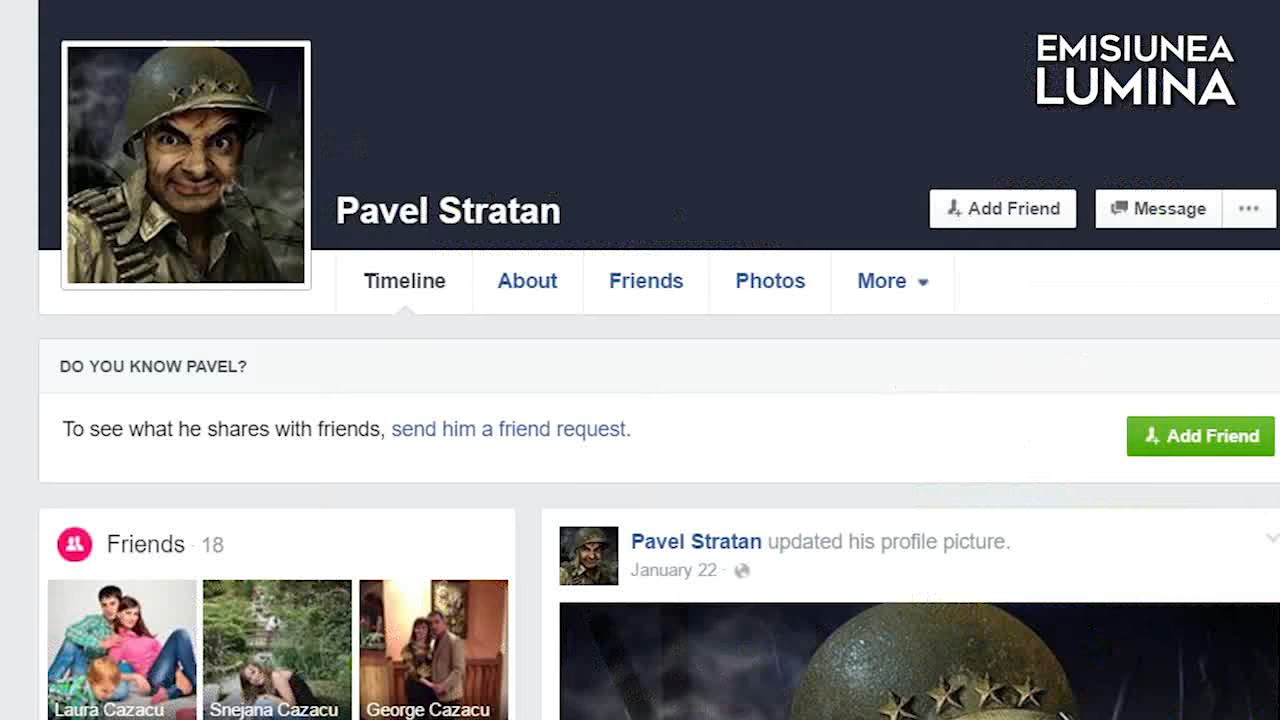 EMISIUNEA
LUMINA
Pavel Stratan
Add Friend
Message
Timeline
About
Friends
Photos
More
DO YOU KNOW PAVEL?
To see what he shares with friends, send him a friend request.
Add Friend
Friends · 18
Pavel Stratan updated his profile picture.
January 22 ·
Laura Cazacu
Snejana Cazacu
George Cazacu